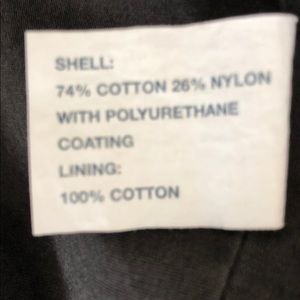 SHELL:
74% COTTON 26% NYLON
WITH POLYURETHANE
COATING
LINING:
100% COTTON